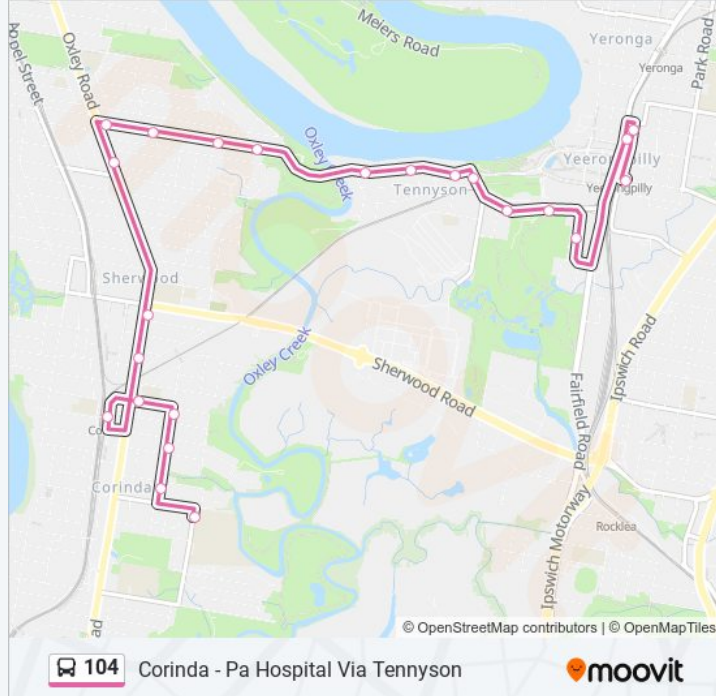 Meiers Road
Yeronga
Yeronga
Park Road
Oxley Road
Oxley Creek
Yeerongpilly
Tennyson
Sherwood
Oxley Creek
Sherwood Road
Ipswich Road
Fairfield Road
Corinda
Rocklea
Ipswich Motorway
ad
© OpenStreetMap contributors | © OpenMapTiles
104 Corinda - Pa Hospital Via Tennyson
moovit